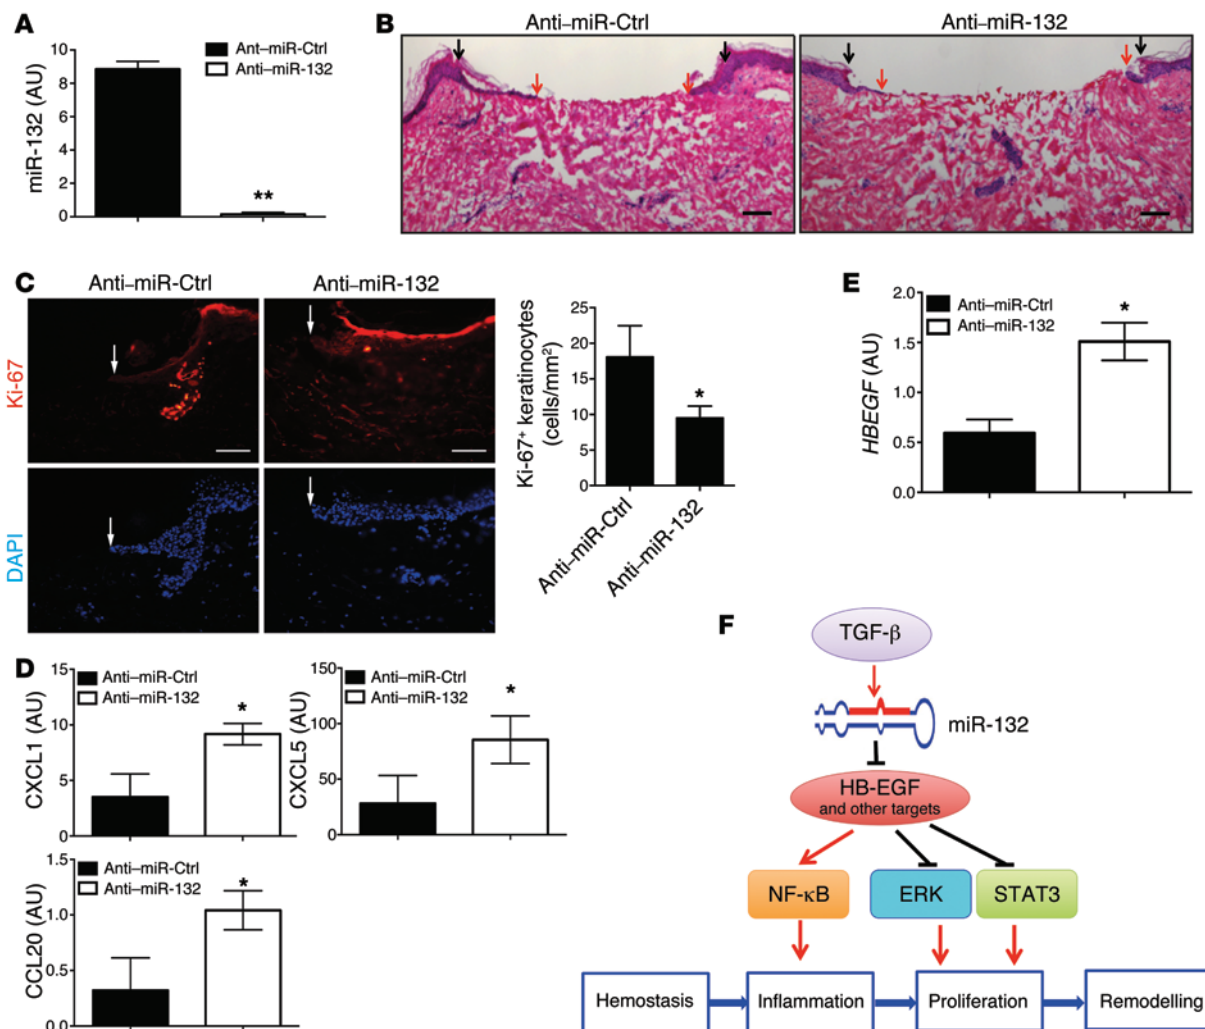 A
10
8
6
4
2
0
miR-132 (AU)
Anti–miR-Ctrl
Anti–miR-132
**
B
Anti–miR-Ctrl
Anti–miR-132
C
Anti–miR-Ctrl
Anti–miR-132
Ki-67
DAPI
Ki-67+ keratinocytes
(cells/mm²)
25
20
15
10
5
0
*
Anti–miR-Ctrl
Anti–miR-132
E
2.0
1.5
1.0
0.5
0.0
HBEGF (AU)
Anti–miR-Ctrl
Anti–miR-132
*
D
15
10
5
0
CXCL1 (AU)
Anti–miR-Ctrl
Anti–miR-132
*
150
100
50
0
CXCL5 (AU)
Anti–miR-Ctrl
Anti–miR-132
*
1.5
1.0
0.5
0.0
CCL20 (AU)
Anti–miR-Ctrl
Anti–miR-132
*
F
TGF-β
miR-132
HB-EGF
and other targets
NF-κB
ERK
STAT3
Hemostasis
Inflammation
Proliferation
Remodelling